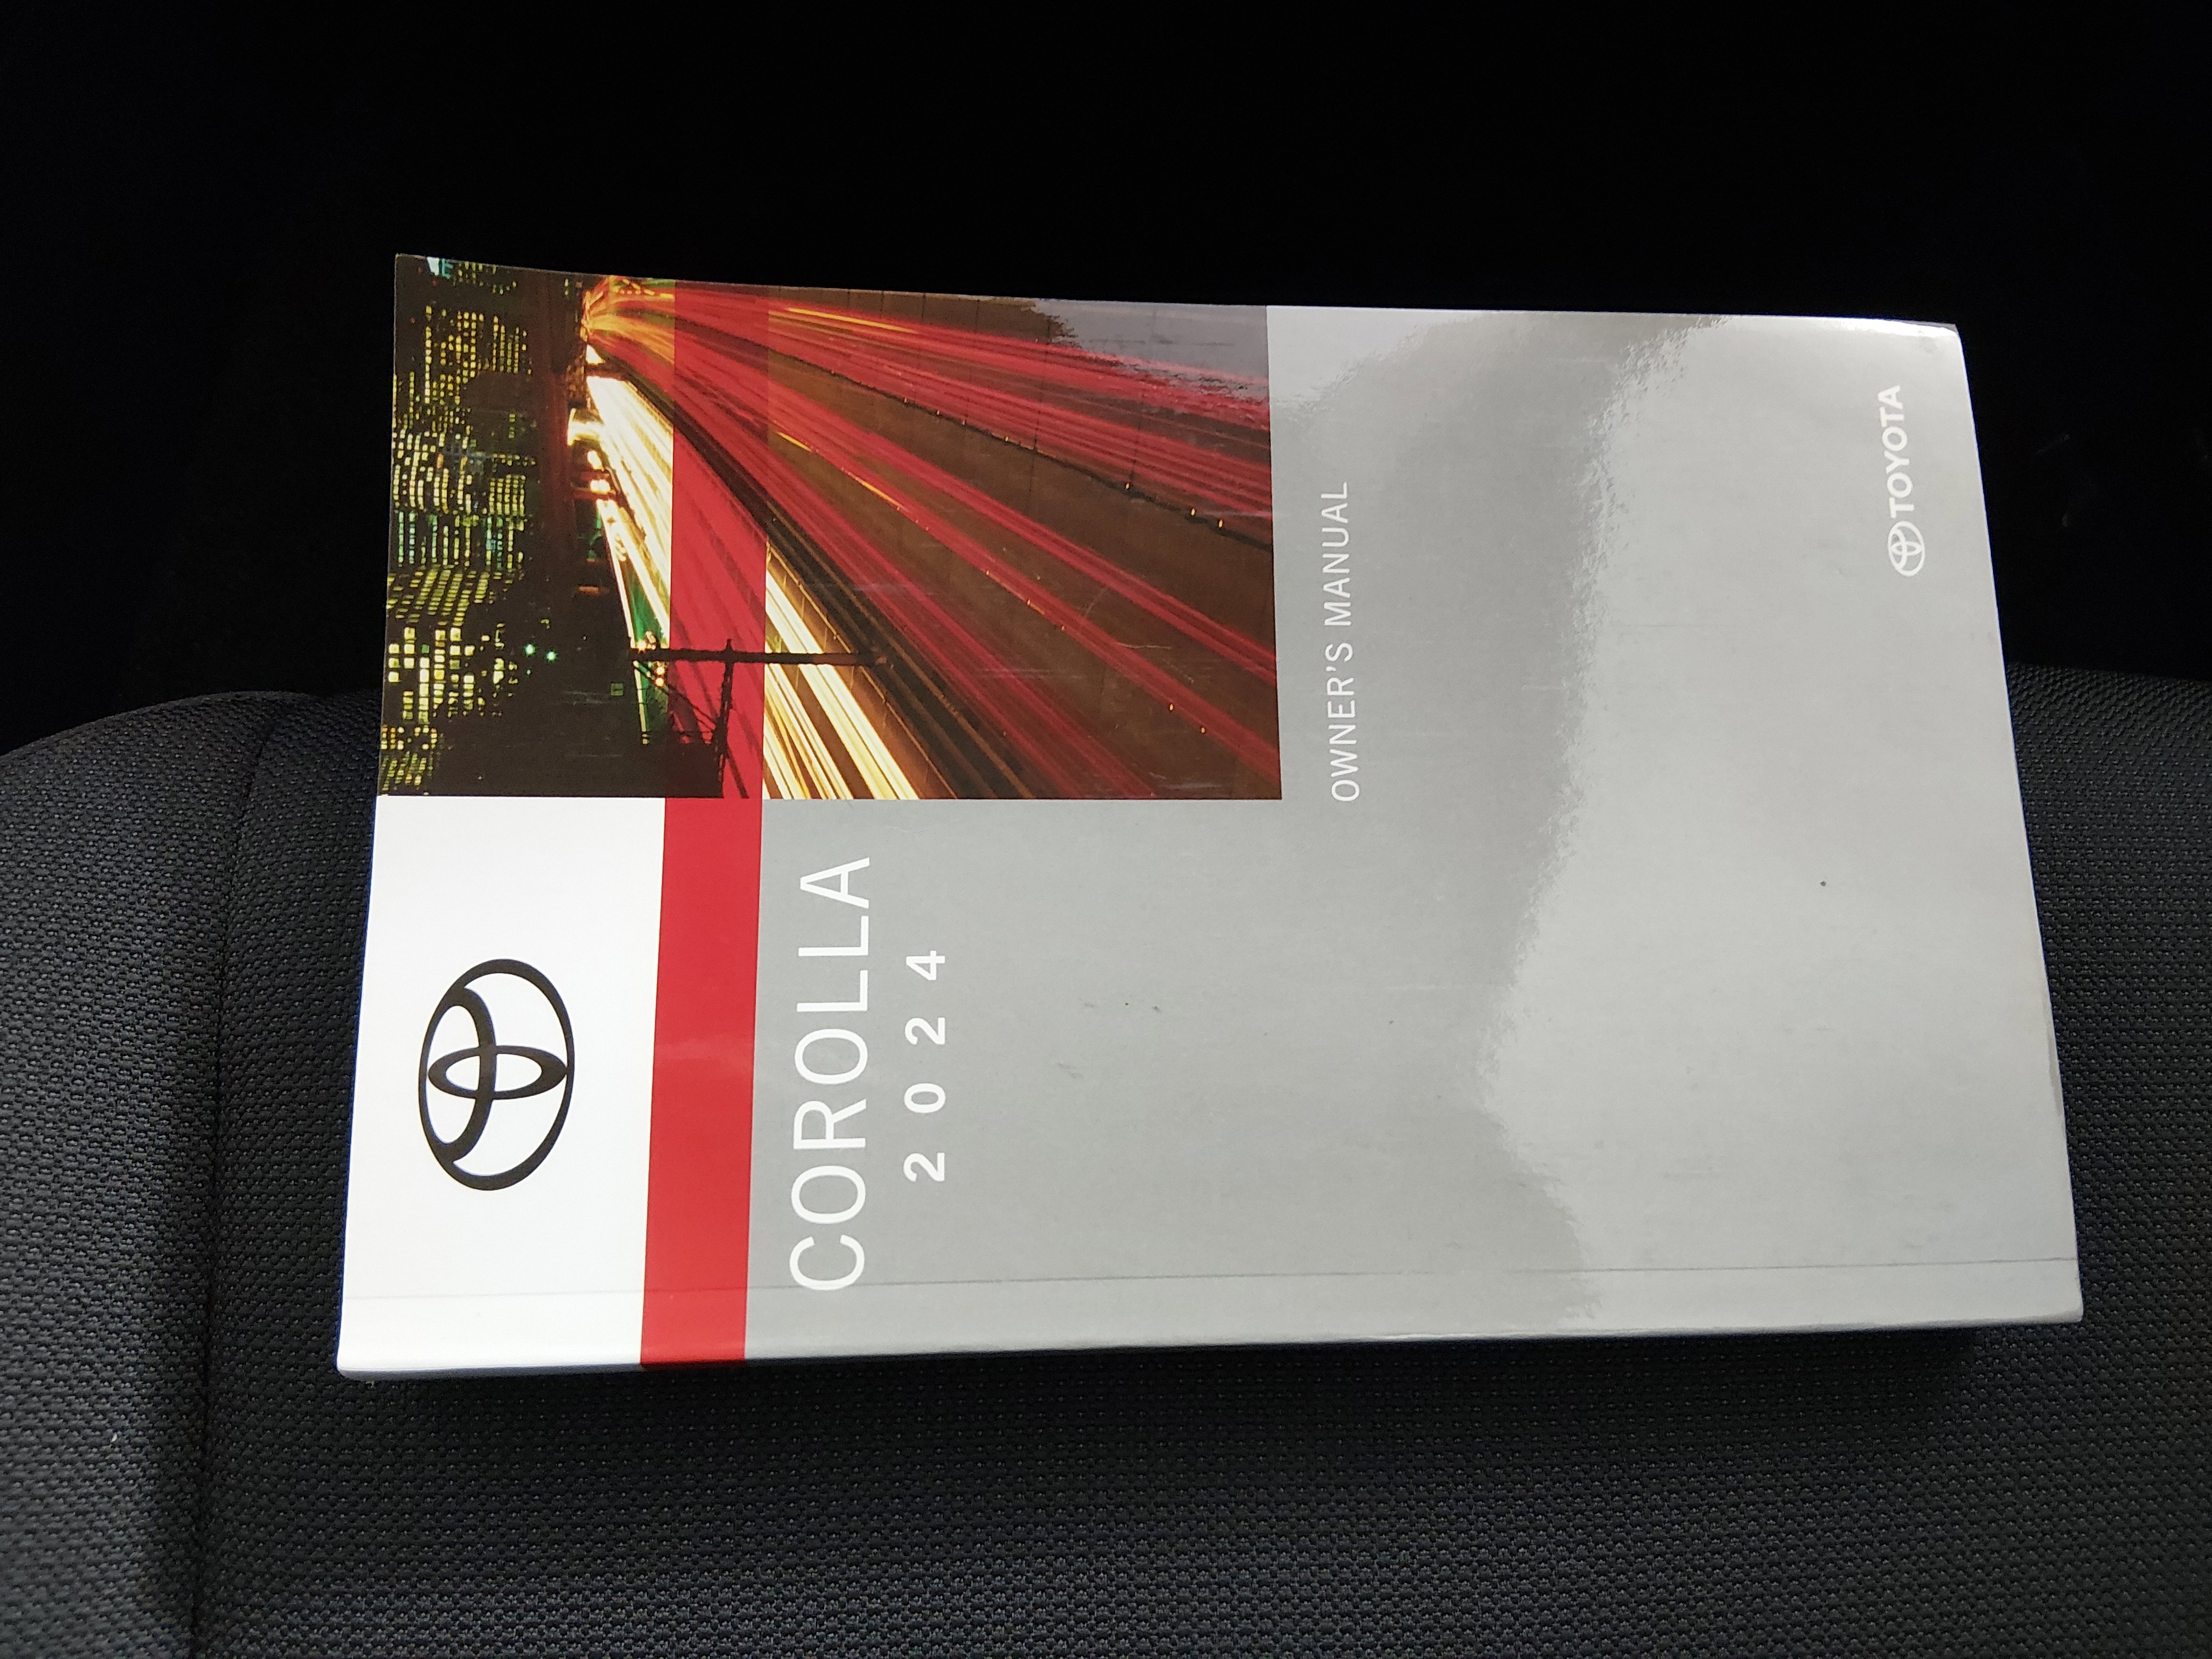 COROLLA
2024
OWNER'S MANUAL
TOYOTA